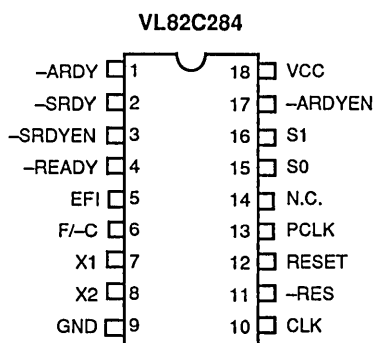 VL82C284
–ARDY 1 18 VCC
–SRDY 2 17 –ARDYEN
–SRDYEN 3 16 S1
–READY 4 15 S0
EFI 5 14 N.C.
F/–C 6 13 PCLK
X1 7 12 RESET
X2 8 11 –RES
GND 9 10 CLK